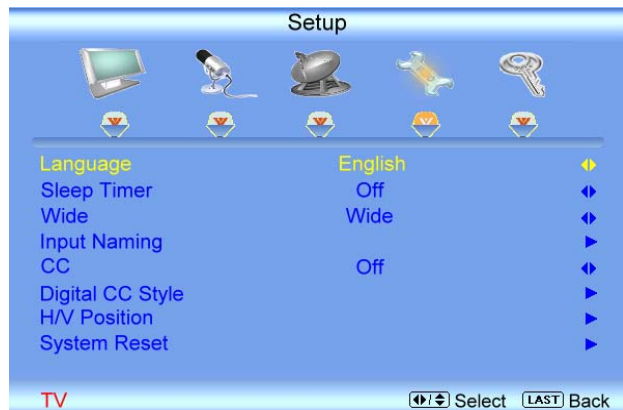 Setup
Language English
Sleep Timer Off
Wide Wide
Input Naming
CC Off
Digital CC Style
H/V Position
System Reset
TV Select LAST Back